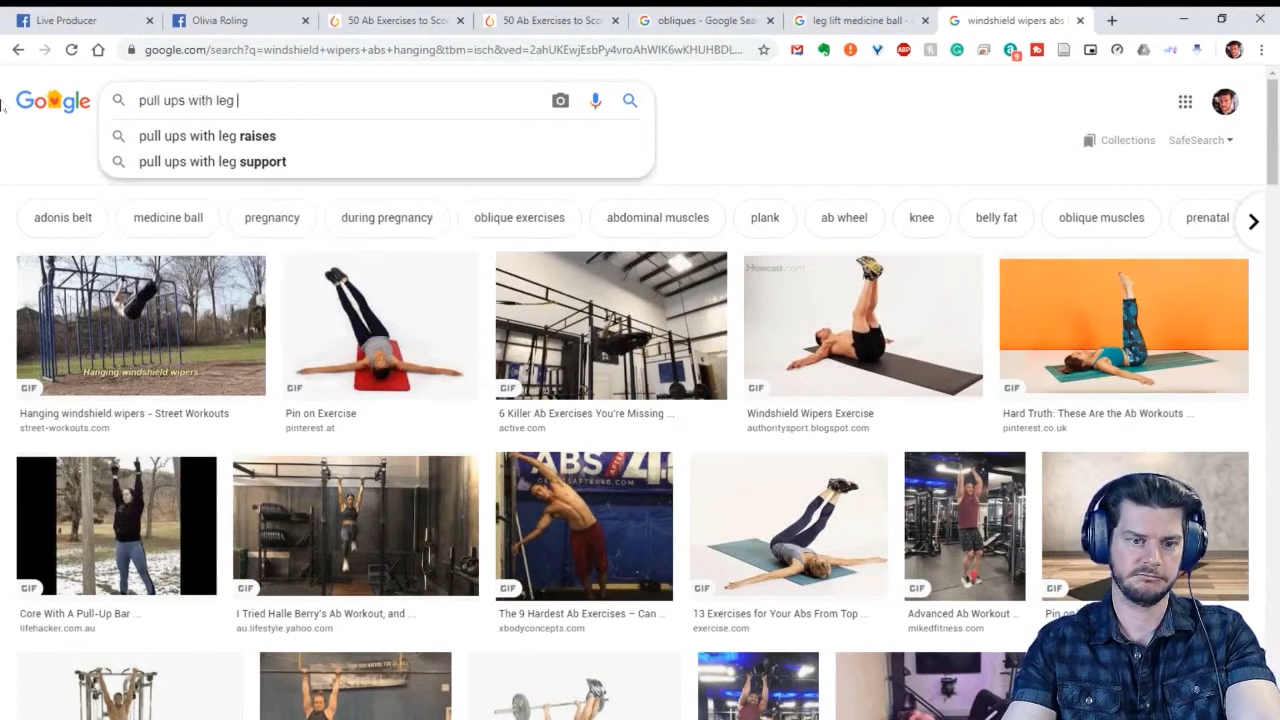 Live Producer
Olivia Roling
50 Ab Exercises to Sco
50 Ab Exercises to Sco
obliques - Google Sea
leg lift medicine ball -
windshield wipers abs
google.com/search?q=windshield+wipers+abs+hanging&tbm=isch&ved=2ahUKEwjEsbPy4vroAhWIK6wKHUHBDL...
ABP
9
Google
pull ups with leg
Collections
SafeSearch
pull ups with leg raises
pull ups with leg support
adonis belt
medicine ball
pregnancy
during pregnancy
oblique exercises
abdominal muscles
plank
ab wheel
knee
belly fat
oblique muscles
prenatal
Hanging windshield wipers
Howcast.com
GIF
GIF
GIF
GIF
GIF
Hanging windshield wipers - Street Workouts
street-workouts.com
Pin on Exercise
pinterest.at
6 Killer Ab Exercises You're Missing ...
active.com
Windshield Wipers Exercise
authoritysport.blogspot.com
Hard Truth: These Are the Ab Workouts ...
pinterest.co.uk
ABS
GIF
GIF
GIF
GIF
GIF
GIF
Core With A Pull-Up Bar ...
lifehacker.com.au
I Tried Halle Berry's Ab Workout, and ...
au.lifestyle.yahoo.com
The 9 Hardest Ab Exercises – Can ...
xbodyconcepts.com
13 Exercises for Your Abs From Top ...
exercise.com
Advanced Ab Workout ...
mikedfitness.com
Pin on
pinte